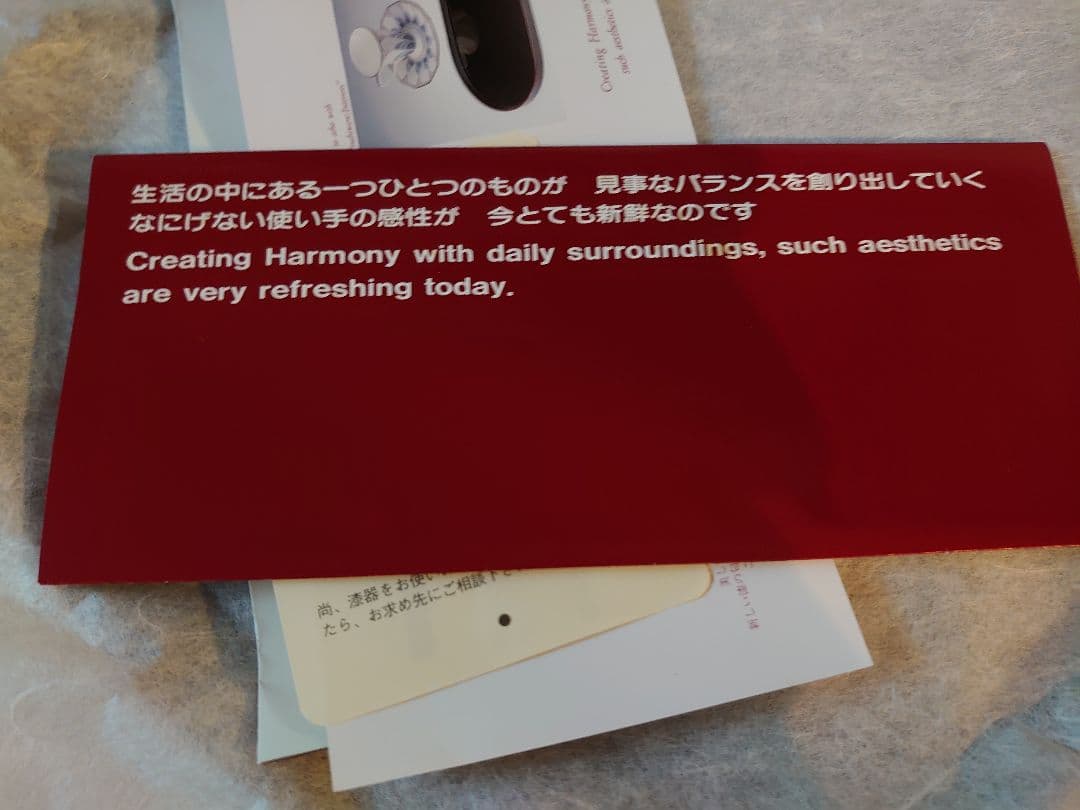 Creating Harmony
such aesthetics
生活の中にある一つひとつのものが　見事なバランスを創り出していく
なにげない使い手の感性が　今とても新鮮なのです
Creating Harmony with daily surroundings, such aesthetics
are very refreshing today.
尚、漆器をお使い
たら、お求め先にご相談下さ